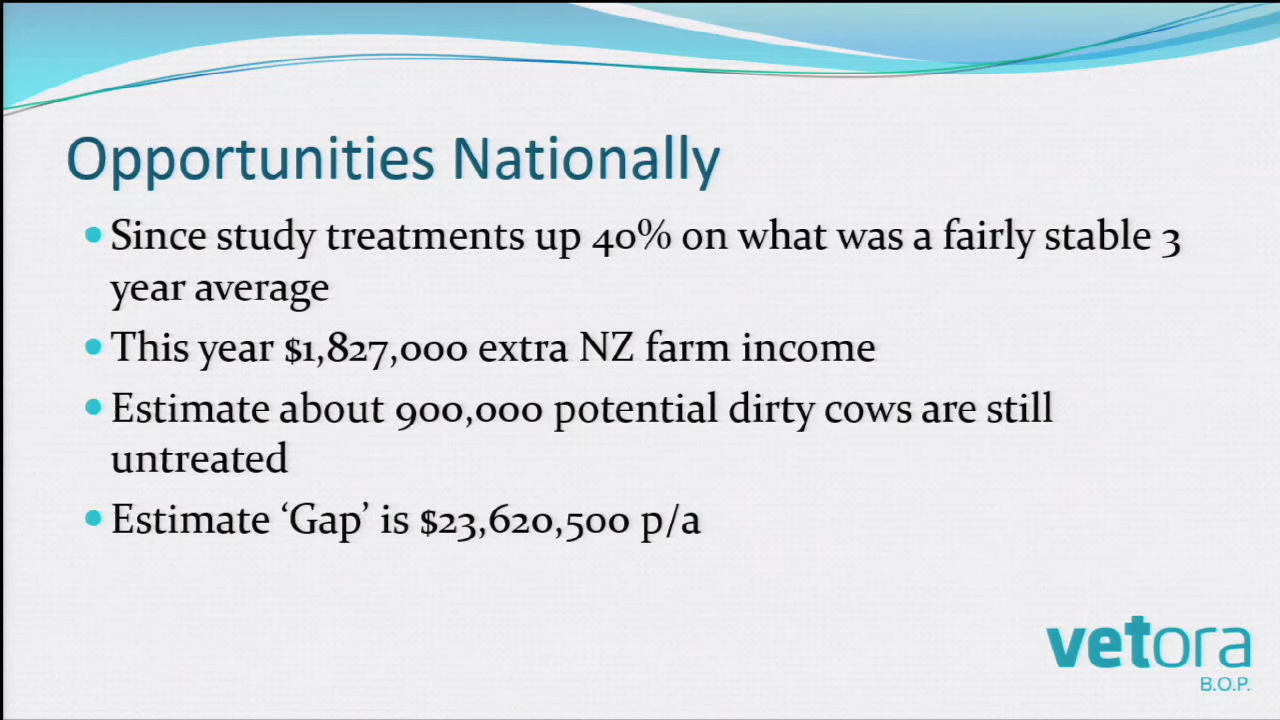 Opportunities Nationally
• Since study treatments up 40% on what was a fairly stable 3
year average
• This year $1,827,000 extra NZ farm income
• Estimate about 900,000 potential dirty cows are still
untreated
• Estimate ‘Gap’ is $23,620,500 p/a
vetora
B.O.P.